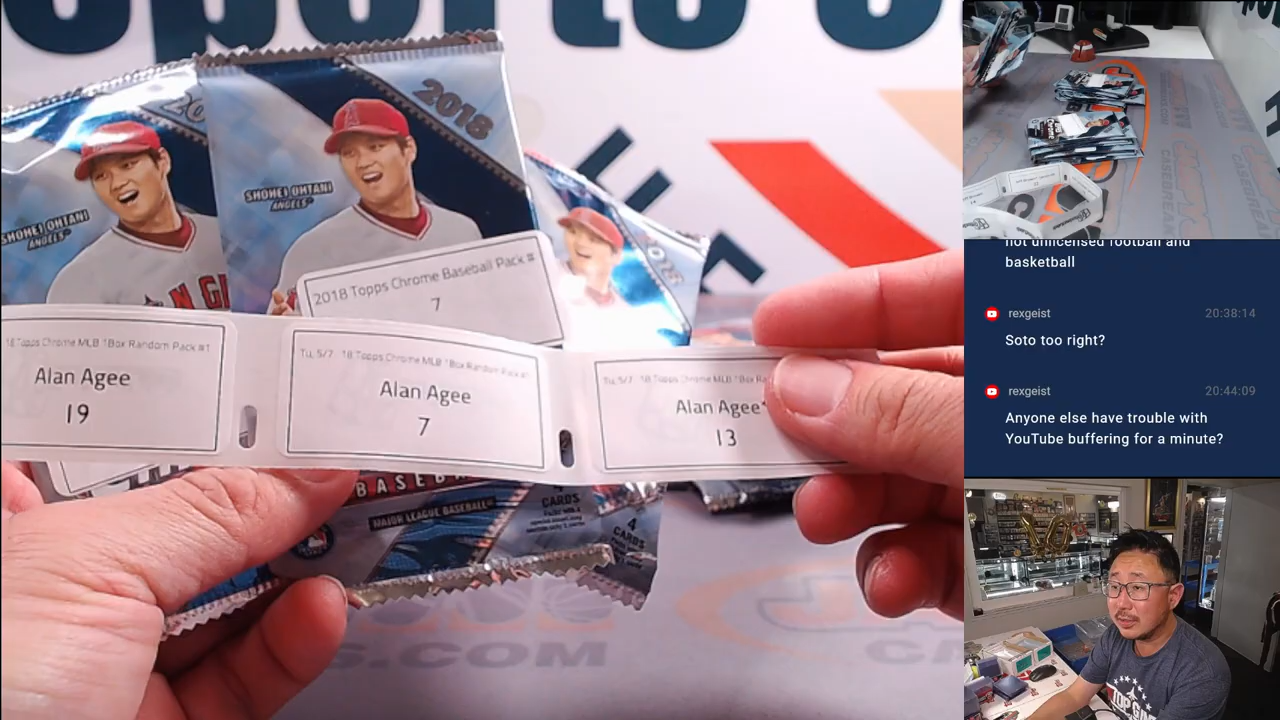 2018
SHOHEI OHTANI
ANGELS
SHOHEI OHTANI
ANGELS
2018 Topps Chrome Baseball Pack #
7
18 Topps Chrome MLB 1Box Random Pack #1
Alan Agee
19
Tu, 5/7 18 Topps Chrome MLB 1Box Random Pack #1
Alan Agee
7
Tu, 5/7 18 Topps Chrome MLB 1Box Ra
Alan Agee*
13
MAJOR LEAGUE BASEBALL
4
CARDS
S.COM
not unlicensed football and
basketball
rexgeist 20:38:14
Soto too right?
rexgeist 20:44:09
Anyone else have trouble with
YouTube buffering for a minute?
TOP GUN